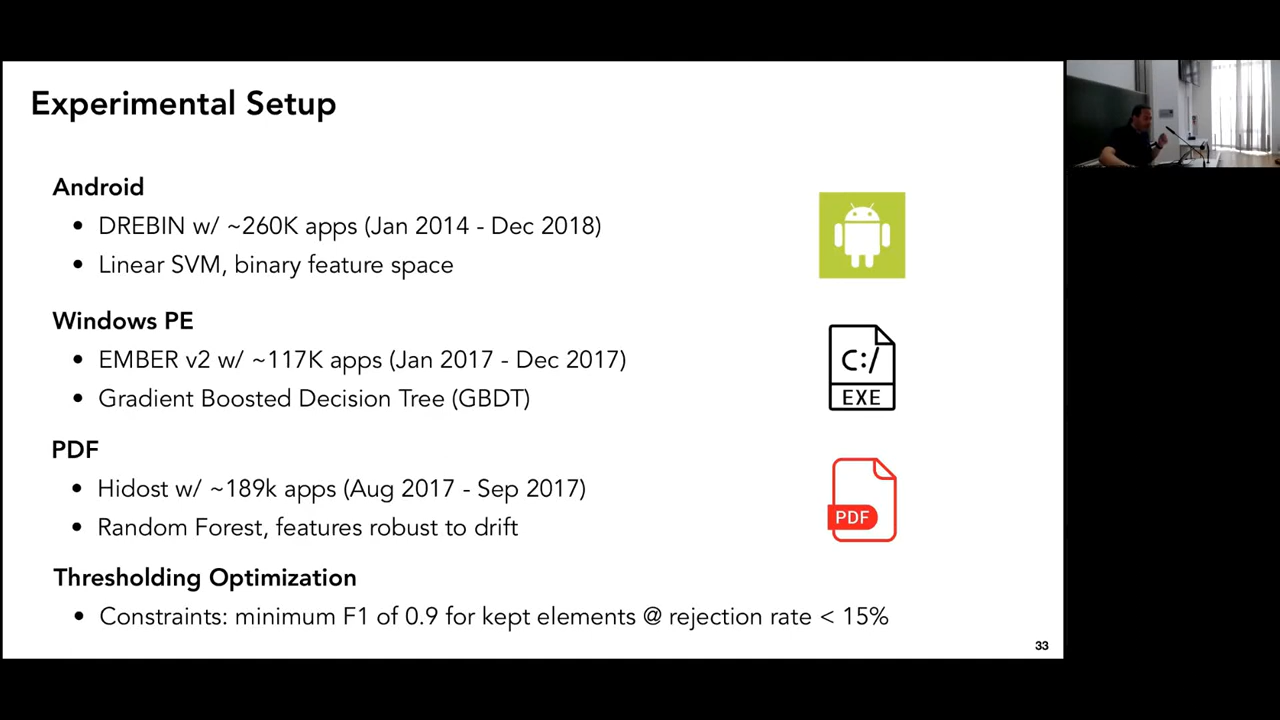 Experimental Setup
Android
• DREBIN w/ ~260K apps (Jan 2014 - Dec 2018)
• Linear SVM, binary feature space
Windows PE
• EMBER v2 w/ ~117K apps (Jan 2017 - Dec 2017)
• Gradient Boosted Decision Tree (GBDT)
C:/
EXE
PDF
• Hidost w/ ~189k apps (Aug 2017 - Sep 2017)
• Random Forest, features robust to drift
PDF
Thresholding Optimization
• Constraints: minimum F1 of 0.9 for kept elements @ rejection rate < 15%
33